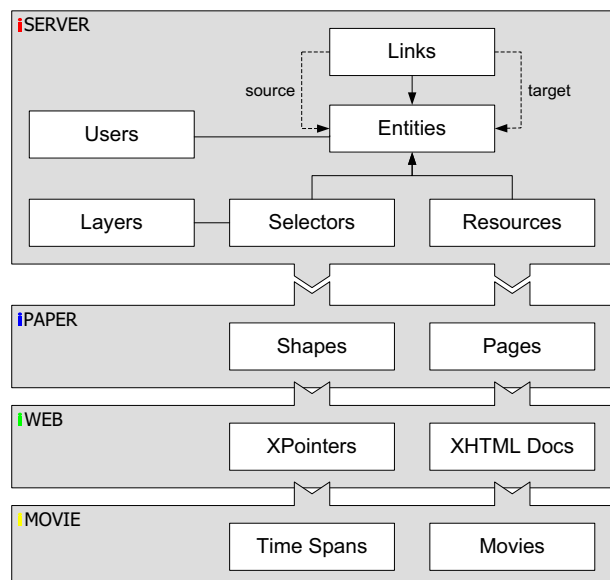 iSERVER
Links
source
target
Users
Entities
Layers
Selectors
Resources
iPAPER
Shapes
Pages
iWEB
XPointers
XHTML Docs
iMOVIE
Time Spans
Movies